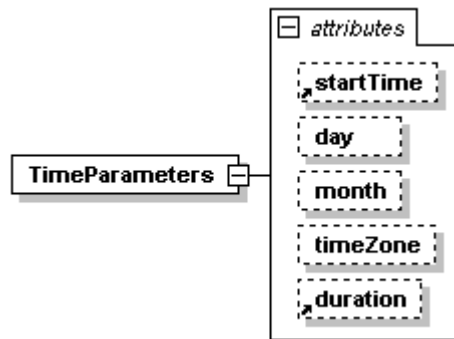 attributes
startTime
day
TimeParameters
month
timeZone
duration